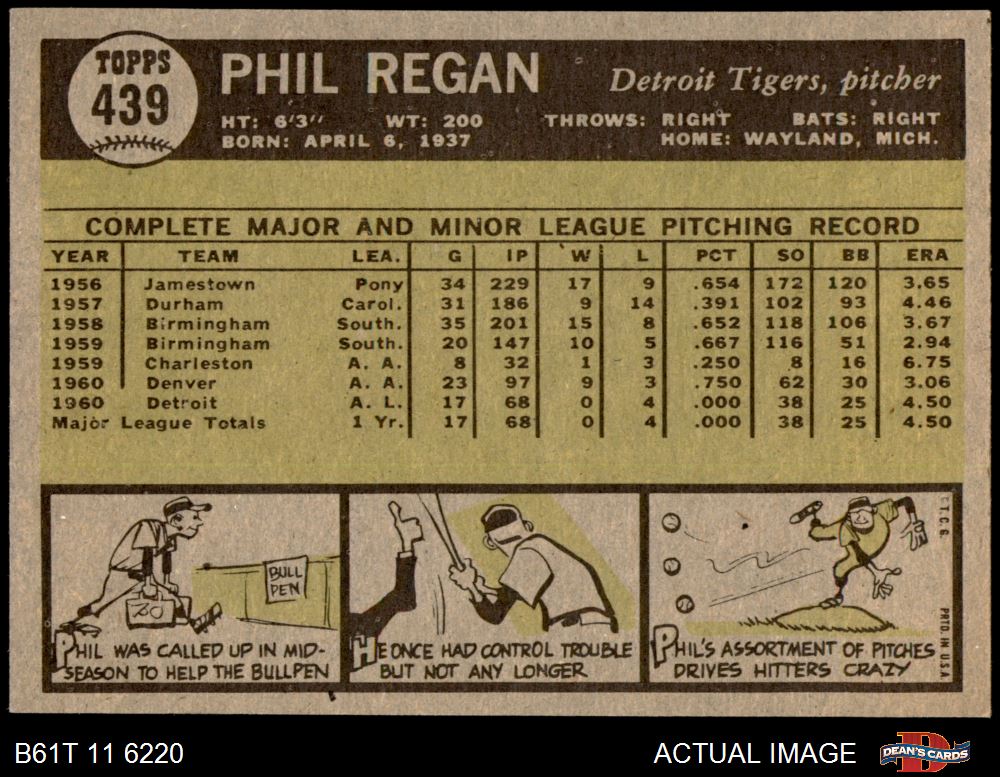 TOPPS
439
PHIL REGAN
Detroit Tigers, pitcher
HT: 6'3" WT: 200 THROWS: RIGHT BATS: RIGHT
BORN: APRIL 6, 1937 HOME: WAYLAND, MICH.
COMPLETE MAJOR AND MINOR LEAGUE PITCHING RECORD
YEAR TEAM LEA. G IP W L PCT SO BB ERA
1956 Jamestown Pony 34 229 17 9 .654 172 120 3.65
1957 Durham Carol. 31 186 9 14 .391 102 93 4.46
1958 Birmingham South. 35 201 15 8 .652 118 106 3.67
1959 Birmingham South. 20 147 10 5 .667 116 51 2.94
1959 Charleston A. A. 8 32 1 3 .250 8 16 6.75
1960 Denver A. A. 23 97 9 3 .750 62 30 3.06
1960 Detroit A. L. 17 68 0 4 .000 38 25 4.50
Major League Totals 1 Yr. 17 68 0 4 .000 38 25 4.50
BULL
PEN
PHIL WAS CALLED UP IN MID-
SEASON TO HELP THE BULLPEN
HE ONCE HAD CONTROL TROUBLE
BUT NOT ANY LONGER
PHIL'S ASSORTMENT OF PITCHES
DRIVES HITTERS CRAZY
© T.C.G.
PRTD. IN U.S.A.
B61T 11 6220
ACTUAL IMAGE
DEAN'S CARDS